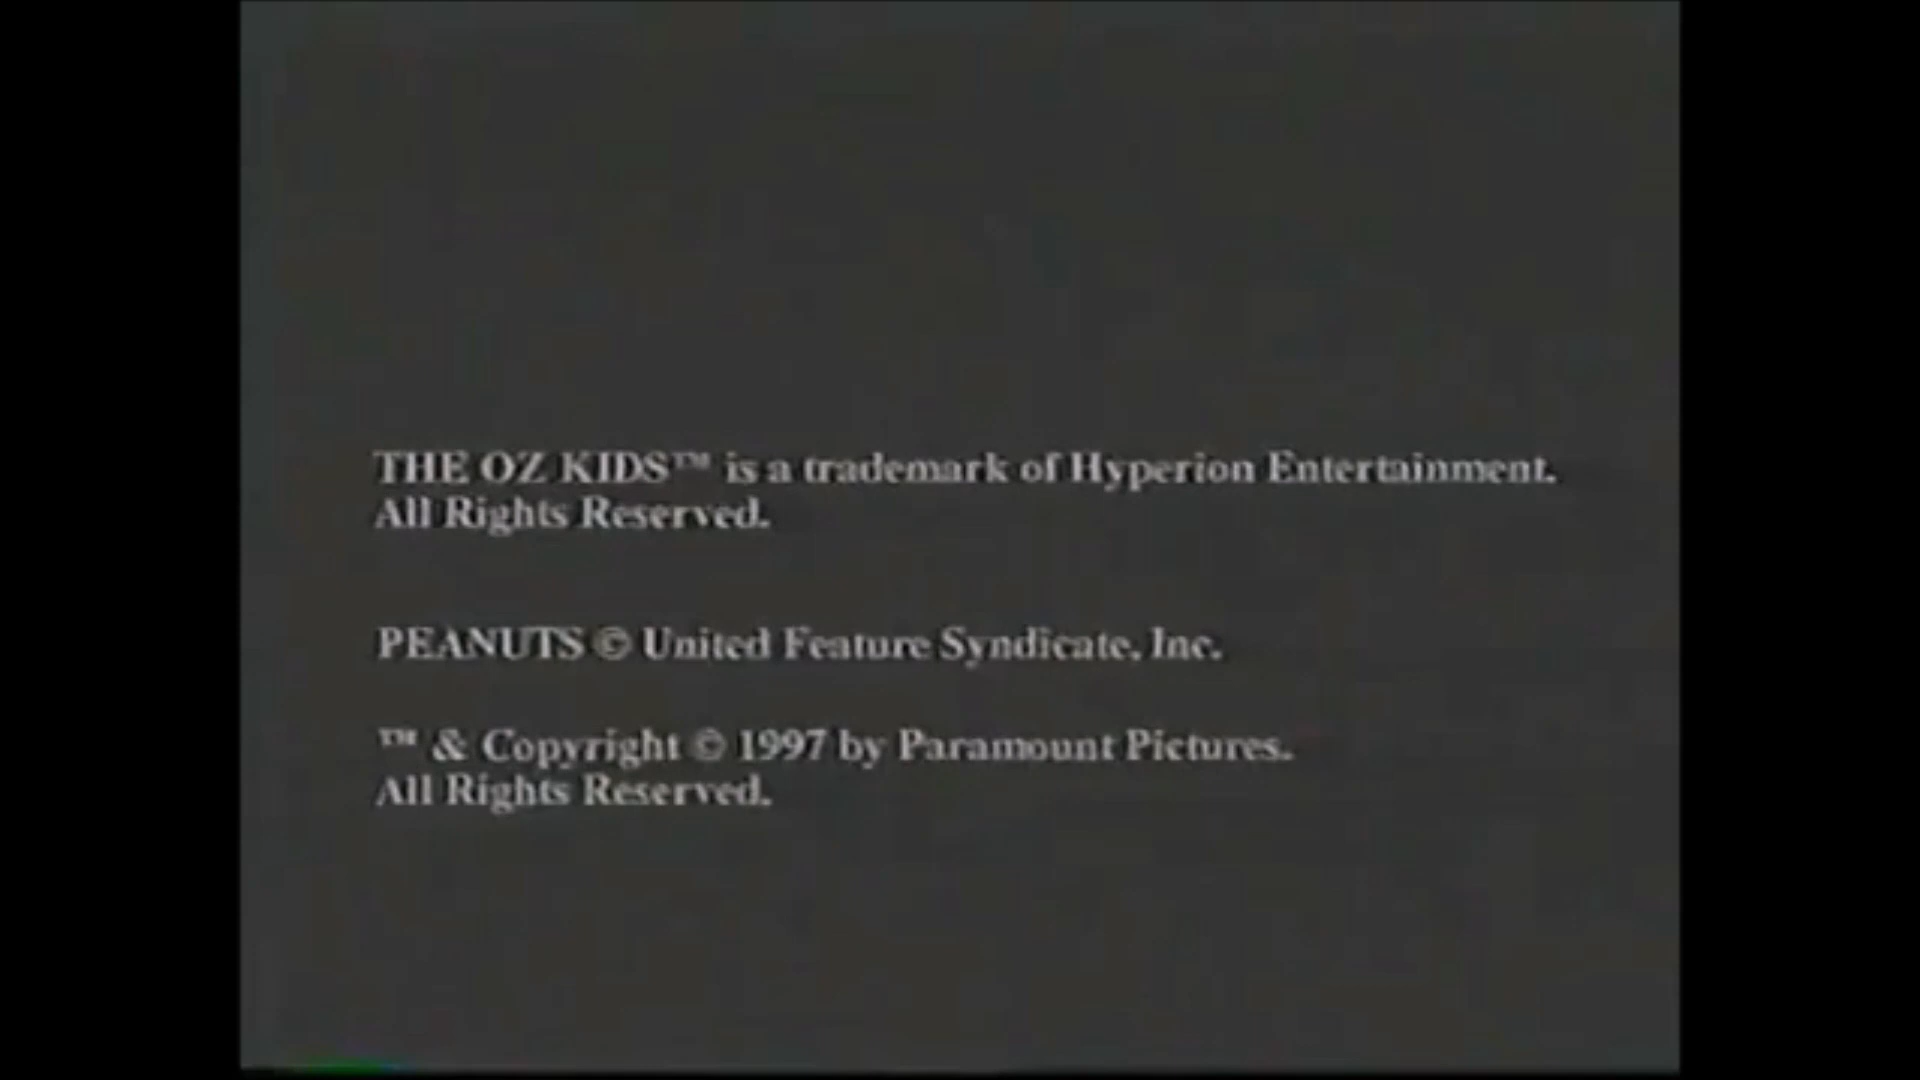 THE OZ KIDS™ is a trademark of Hyperion Entertainment.
All Rights Reserved.
PEANUTS © United Feature Syndicate, Inc.
™ & Copyright © 1997 by Paramount Pictures.
All Rights Reserved.